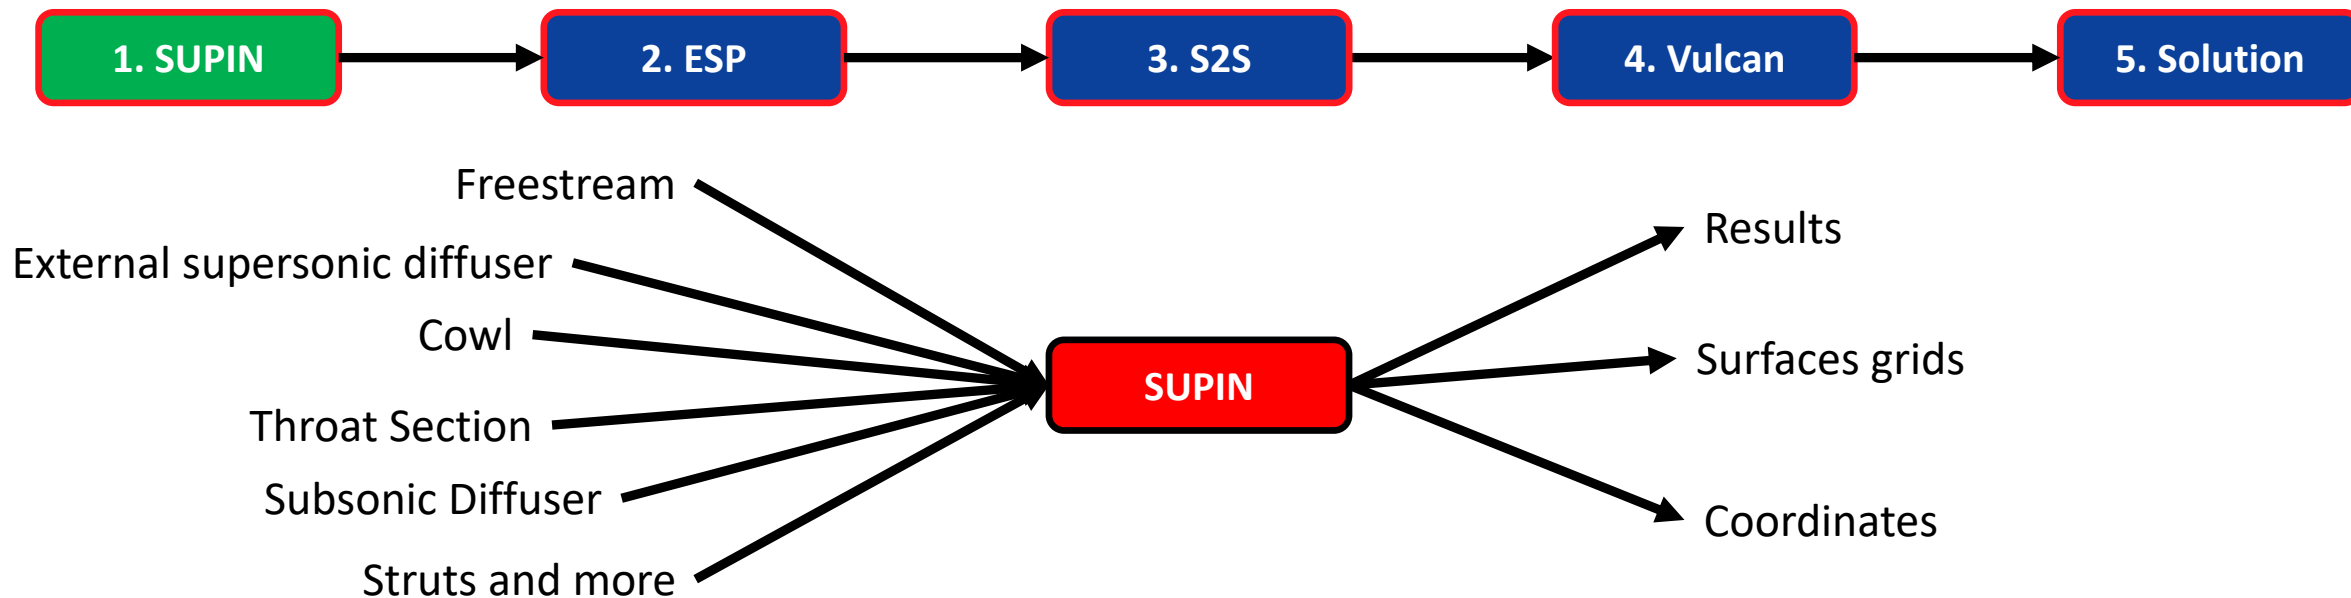 1. SUPIN
2. ESP
3. S2S
4. Vulcan
5. Solution
Freestream
External supersonic diffuser
Cowl
Throat Section
Subsonic Diffuser
Struts and more
SUPIN
Results
Surfaces grids
Coordinates